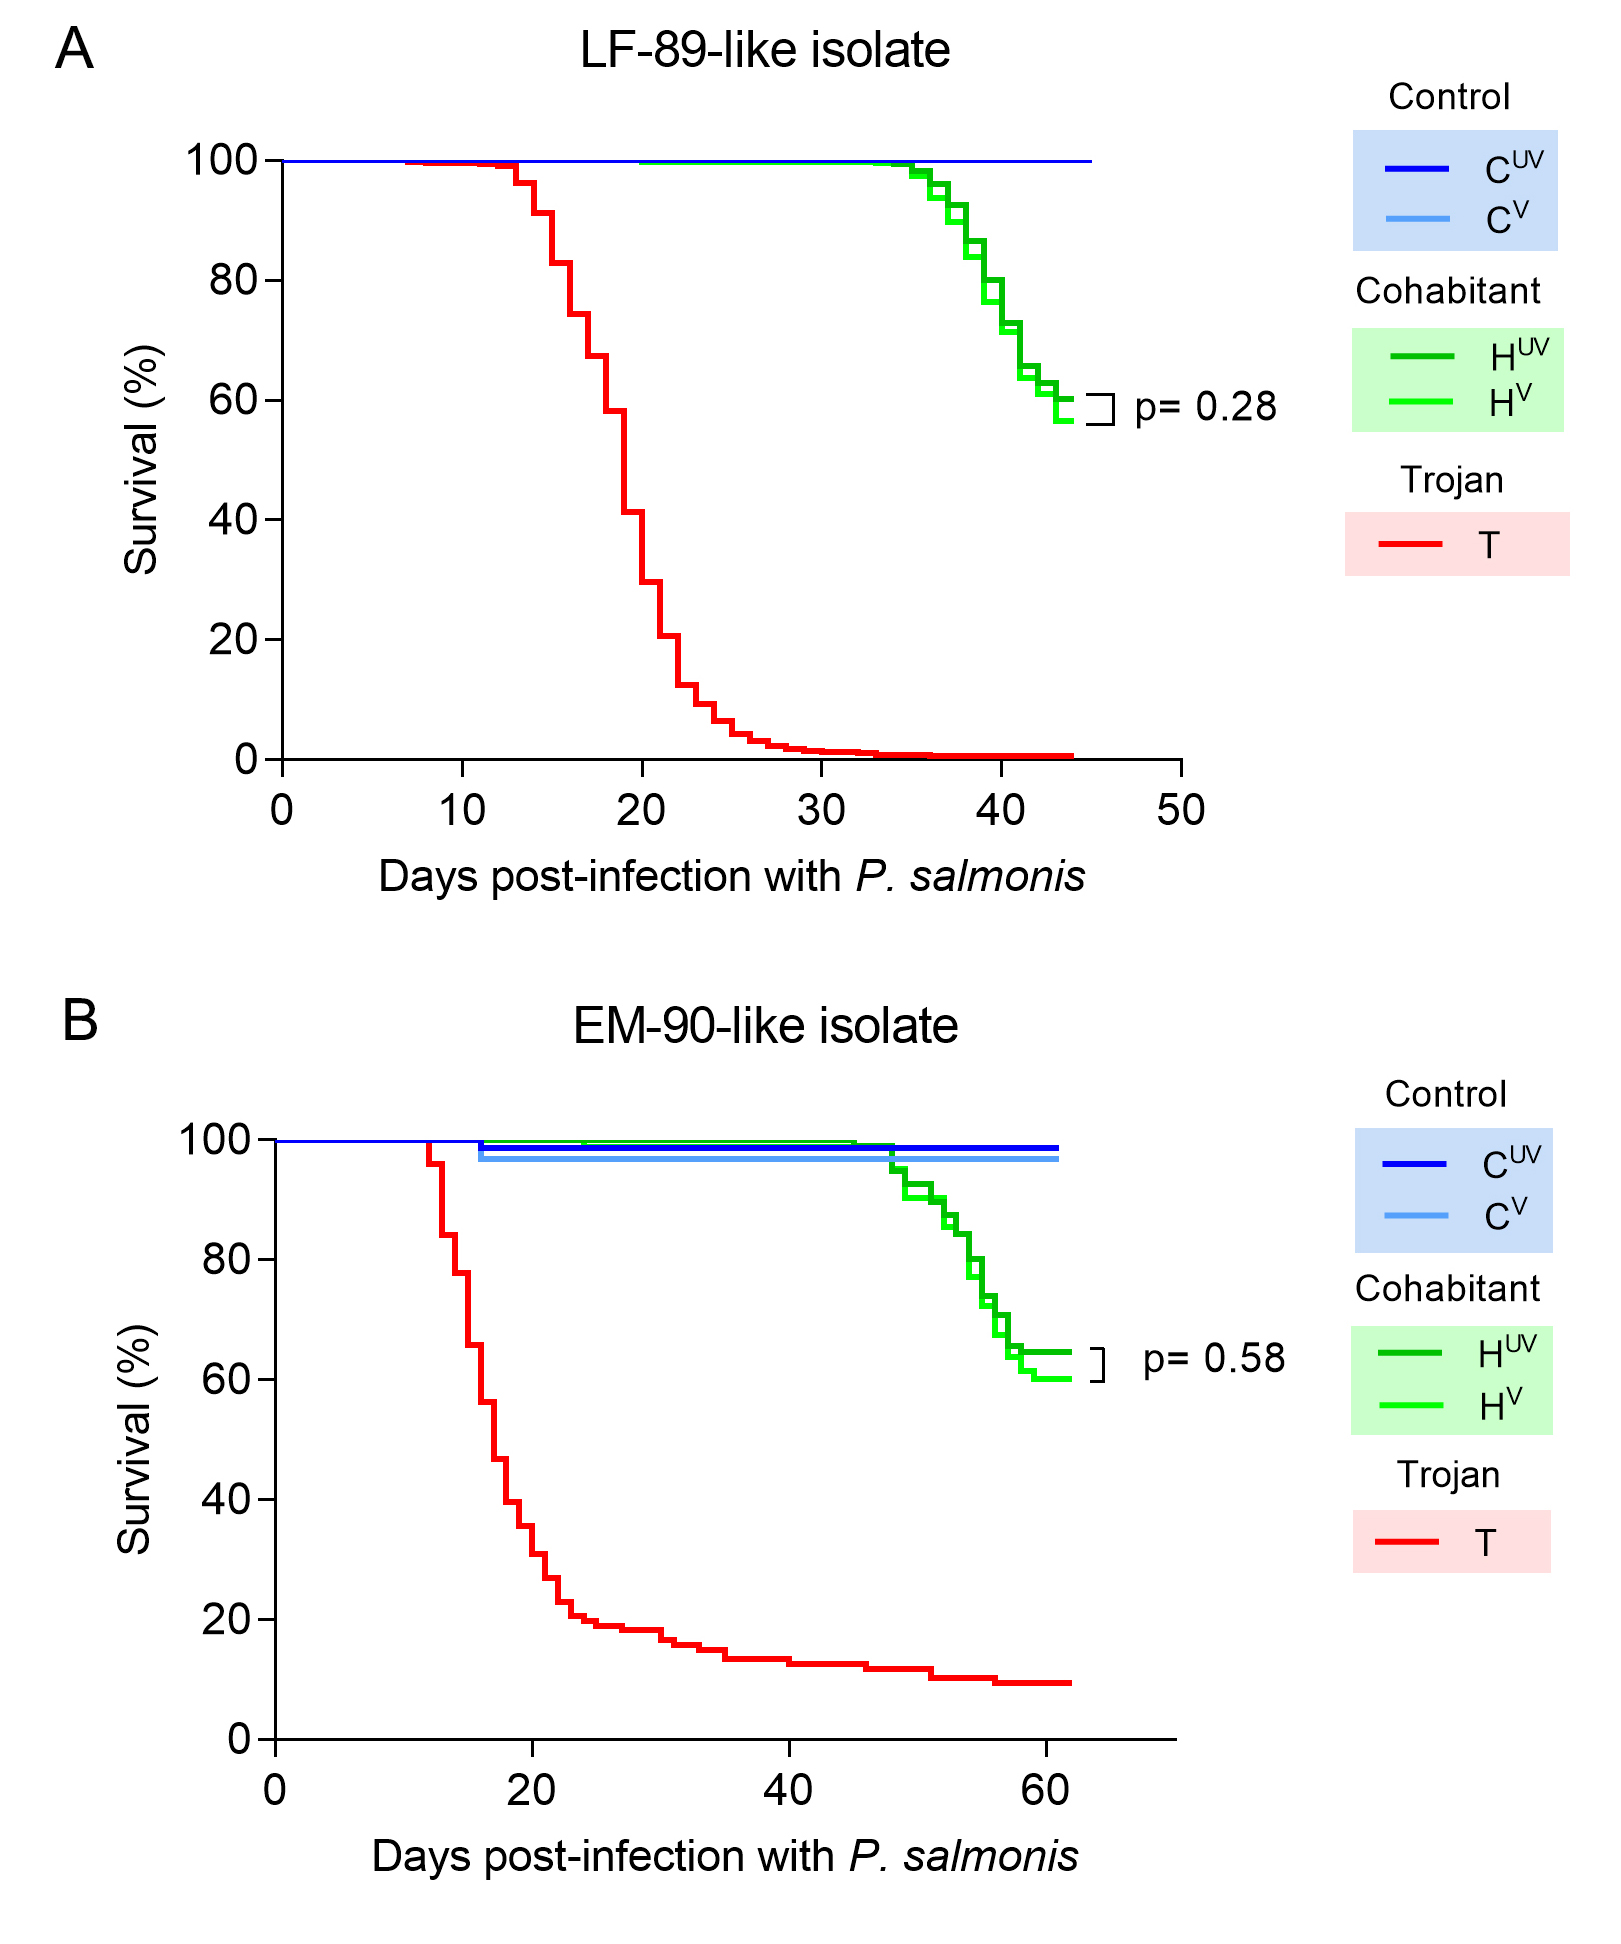 A
LF-89-like isolate
Control
C^UV
C^V
Cohabitant
H^UV
H^V
Trojan
T
Survival (%)
100
80
60
40
20
0
p= 0.28
0 10 20 30 40 50
Days post-infection with P. salmonis
B
EM-90-like isolate
Control
C^UV
C^V
Cohabitant
H^UV
H^V
Trojan
T
Survival (%)
100
80
60
40
20
0
p= 0.58
0 20 40 60
Days post-infection with P. salmonis